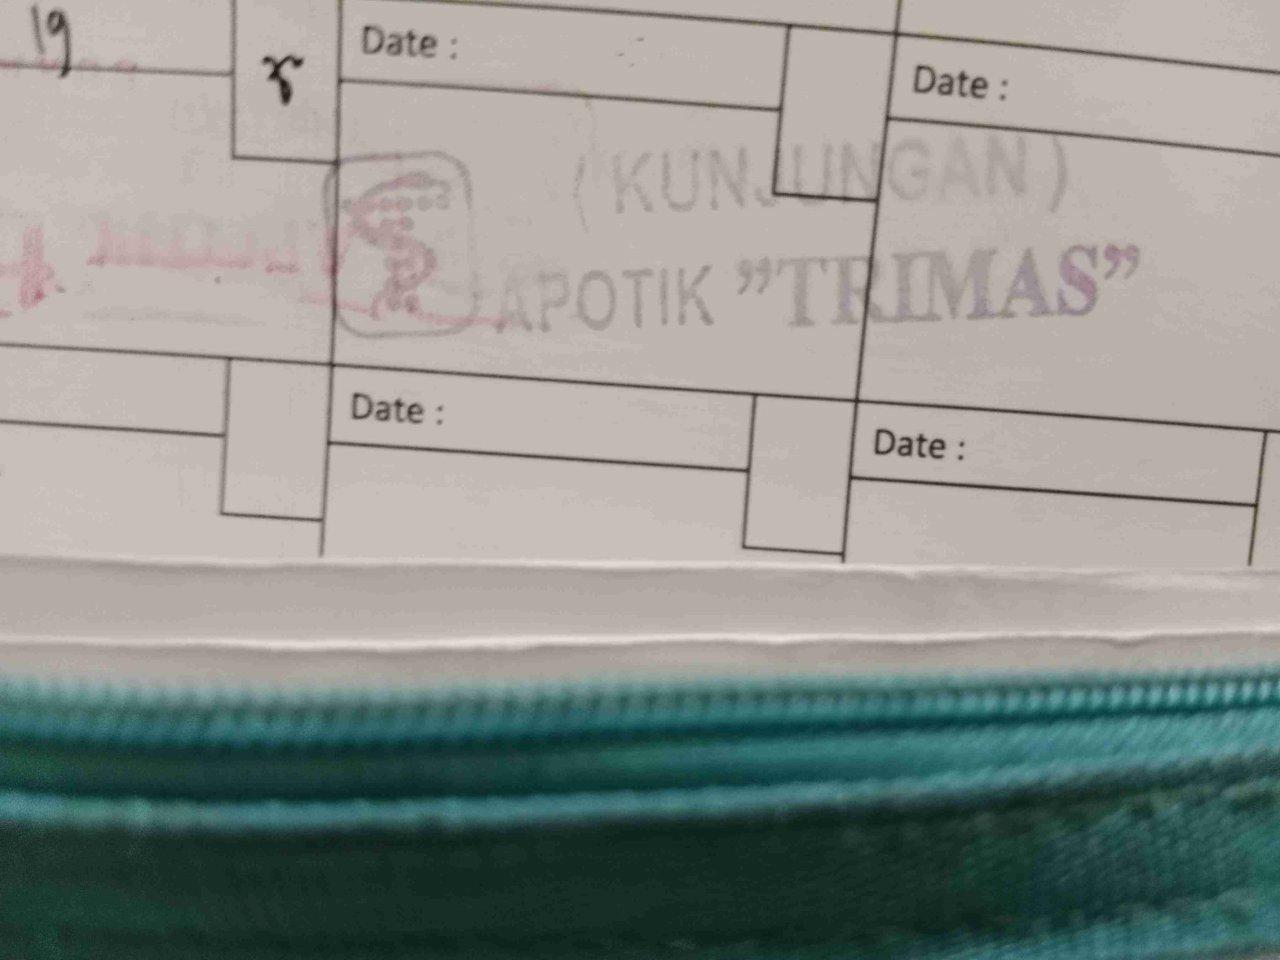 19
Date :
Date :
( KUNJUNGAN )
APOTIK ”TRIMAS”
Date :
Date :